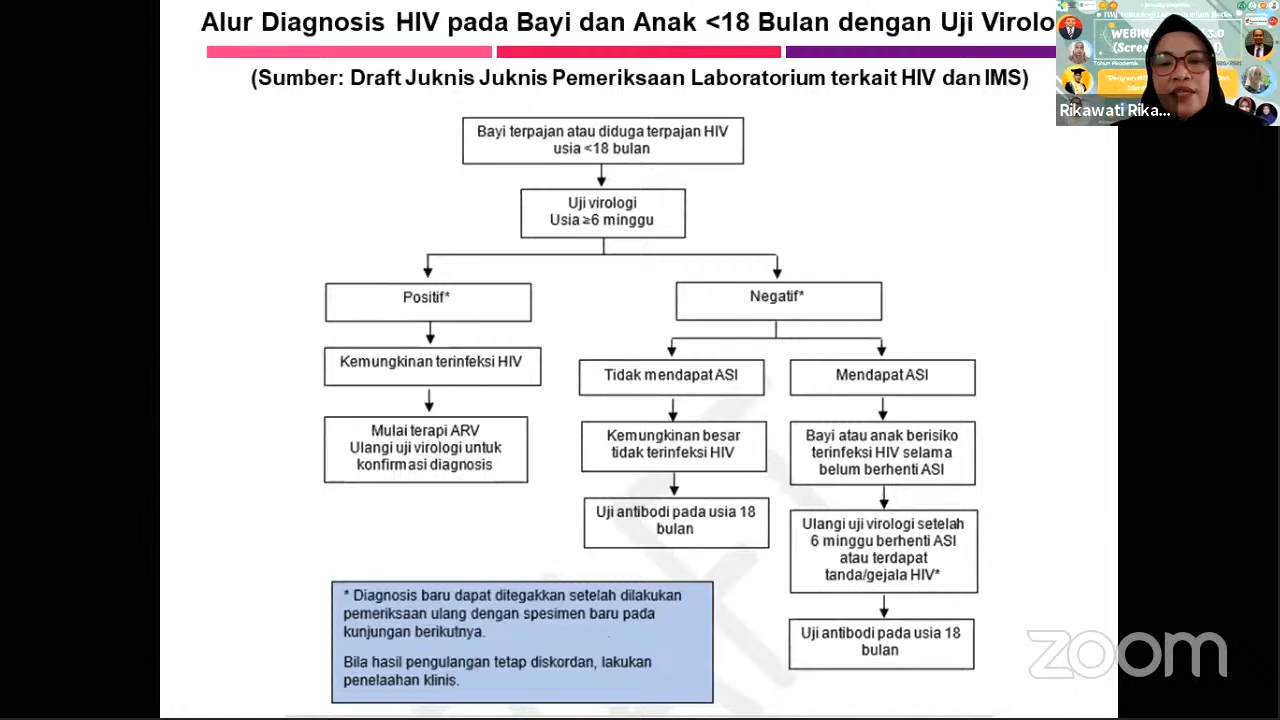 Alur Diagnosis HIV pada Bayi dan Anak <18 Bulan dengan Uji Virolo
(Sumber: Draft Juknis Juknis Pemeriksaan Laboratorium terkait HIV dan IMS)
Rikawati Rika...
Bayi terpajan atau diduga terpajan HIV
usia <18 bulan
Uji virologi
Usia ≥6 minggu
Positif*
Negatif*
Kemungkinan terinfeksi HIV
Tidak mendapat ASI
Mendapat ASI
Mulai terapi ARV
Ulangi uji virologi untuk
konfirmasi diagnosis
Kemungkinan besar
tidak terinfeksi HIV
Bayi atau anak berisiko
terinfeksi HIV selama
belum berhenti ASI
Uji antibodi pada usia 18
bulan
Ulangi uji virologi setelah
6 minggu berhenti ASI
atau terdapat
tanda/gejala HIV*
Uji antibodi pada usia 18
bulan
* Diagnosis baru dapat ditegakkan setelah dilakukan
pemeriksaan ulang dengan spesimen baru pada
kunjungan berikutnya.
Bila hasil pengulangan tetap diskordan, lakukan
penelaahan klinis.
zoom